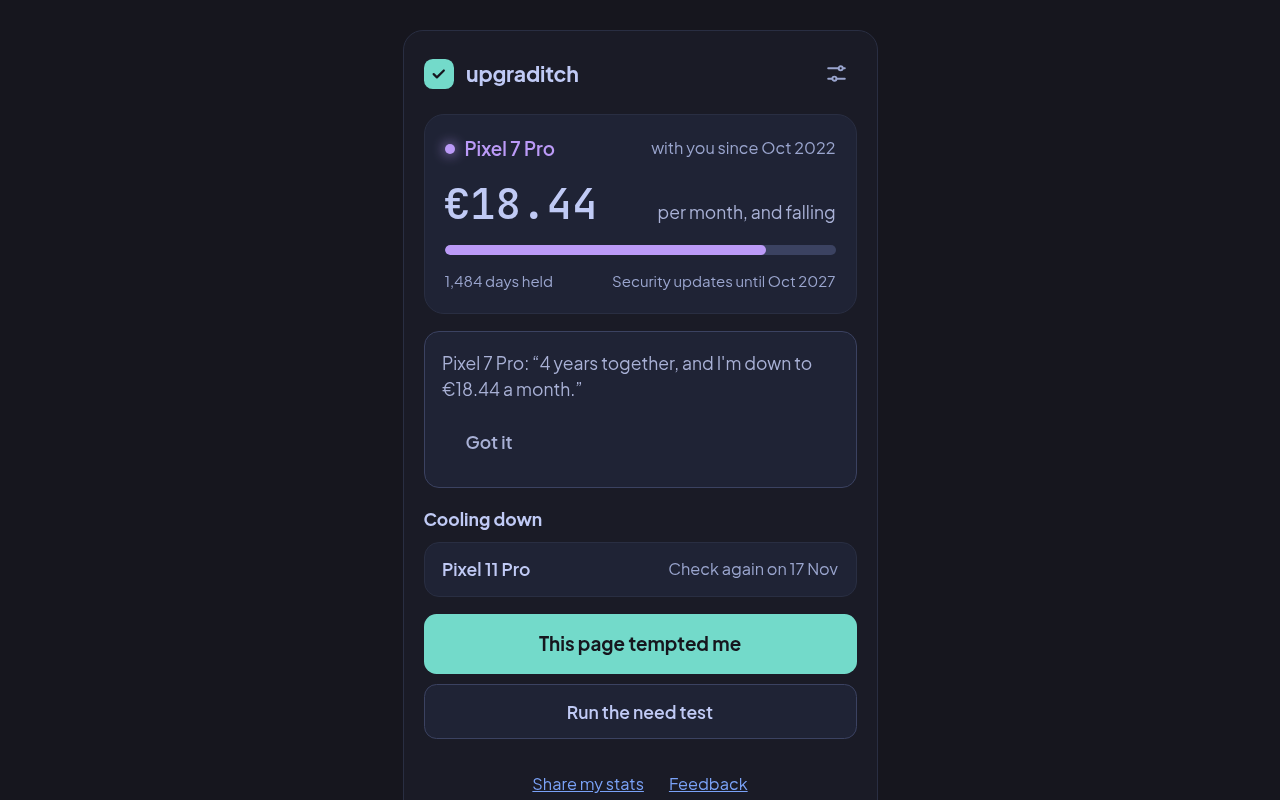 upgraditch
Pixel 7 Pro
with you since Oct 2022
€18.44
per month, and falling
1,484 days held
Security updates until Oct 2027
Pixel 7 Pro: “4 years together, and I'm down to
€18.44 a month.”
Got it
Cooling down
Pixel 11 Pro
Check again on 17 Nov
This page tempted me
Run the need test
Share my stats
Feedback